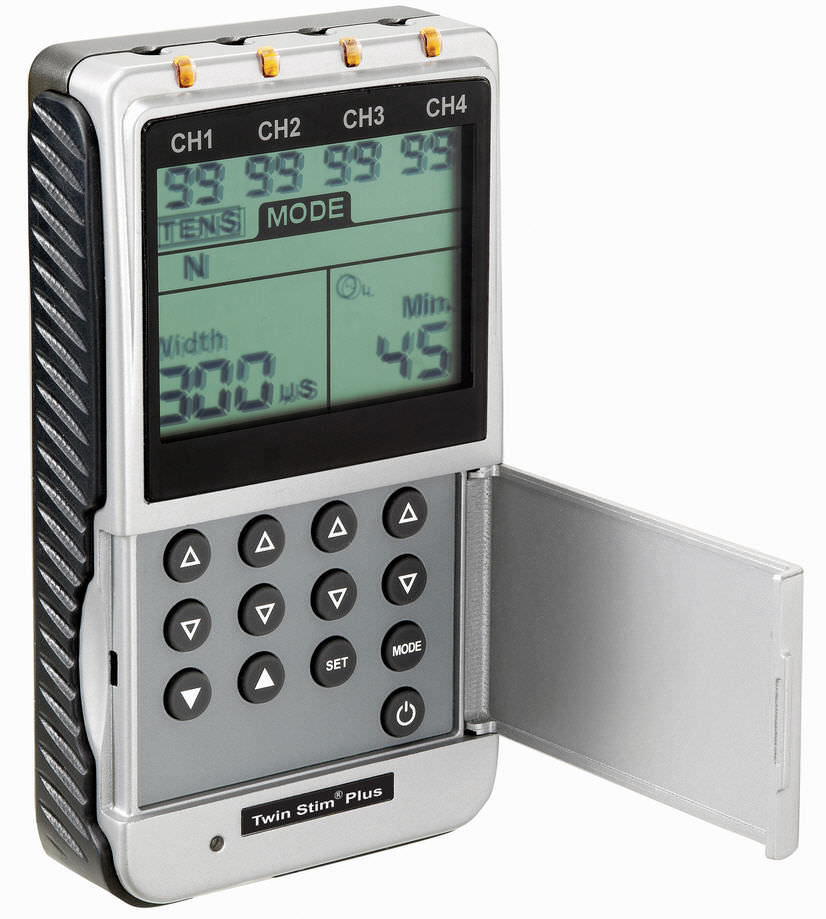 CH1 CH2 CH3 CH4
99 99 99 99
TENS MODE
N
Min.
Width 45
300 µS
SET MODE
Twin Stim® Plus